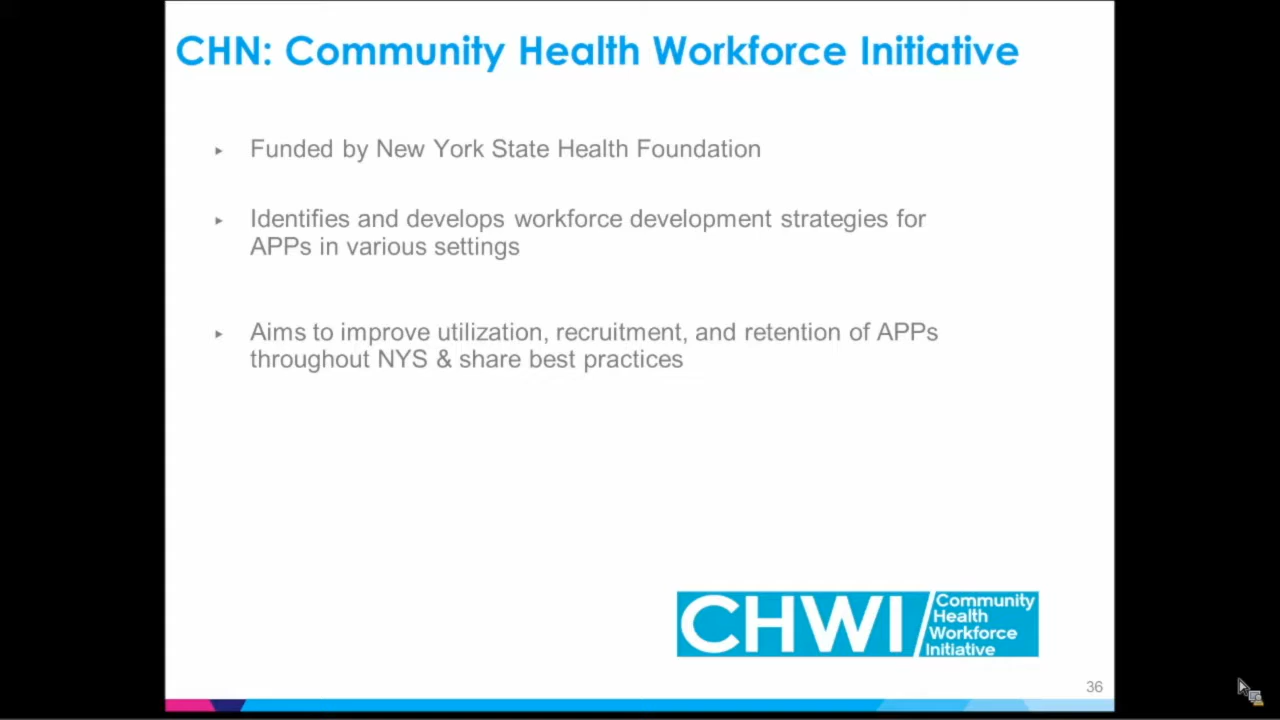 CHN: Community Health Workforce Initiative
Funded by New York State Health Foundation
Identifies and develops workforce development strategies for
APPs in various settings
Aims to improve utilization, recruitment, and retention of APPs
throughout NYS & share best practices
CHWI
Community
Health
Workforce
Initiative
36